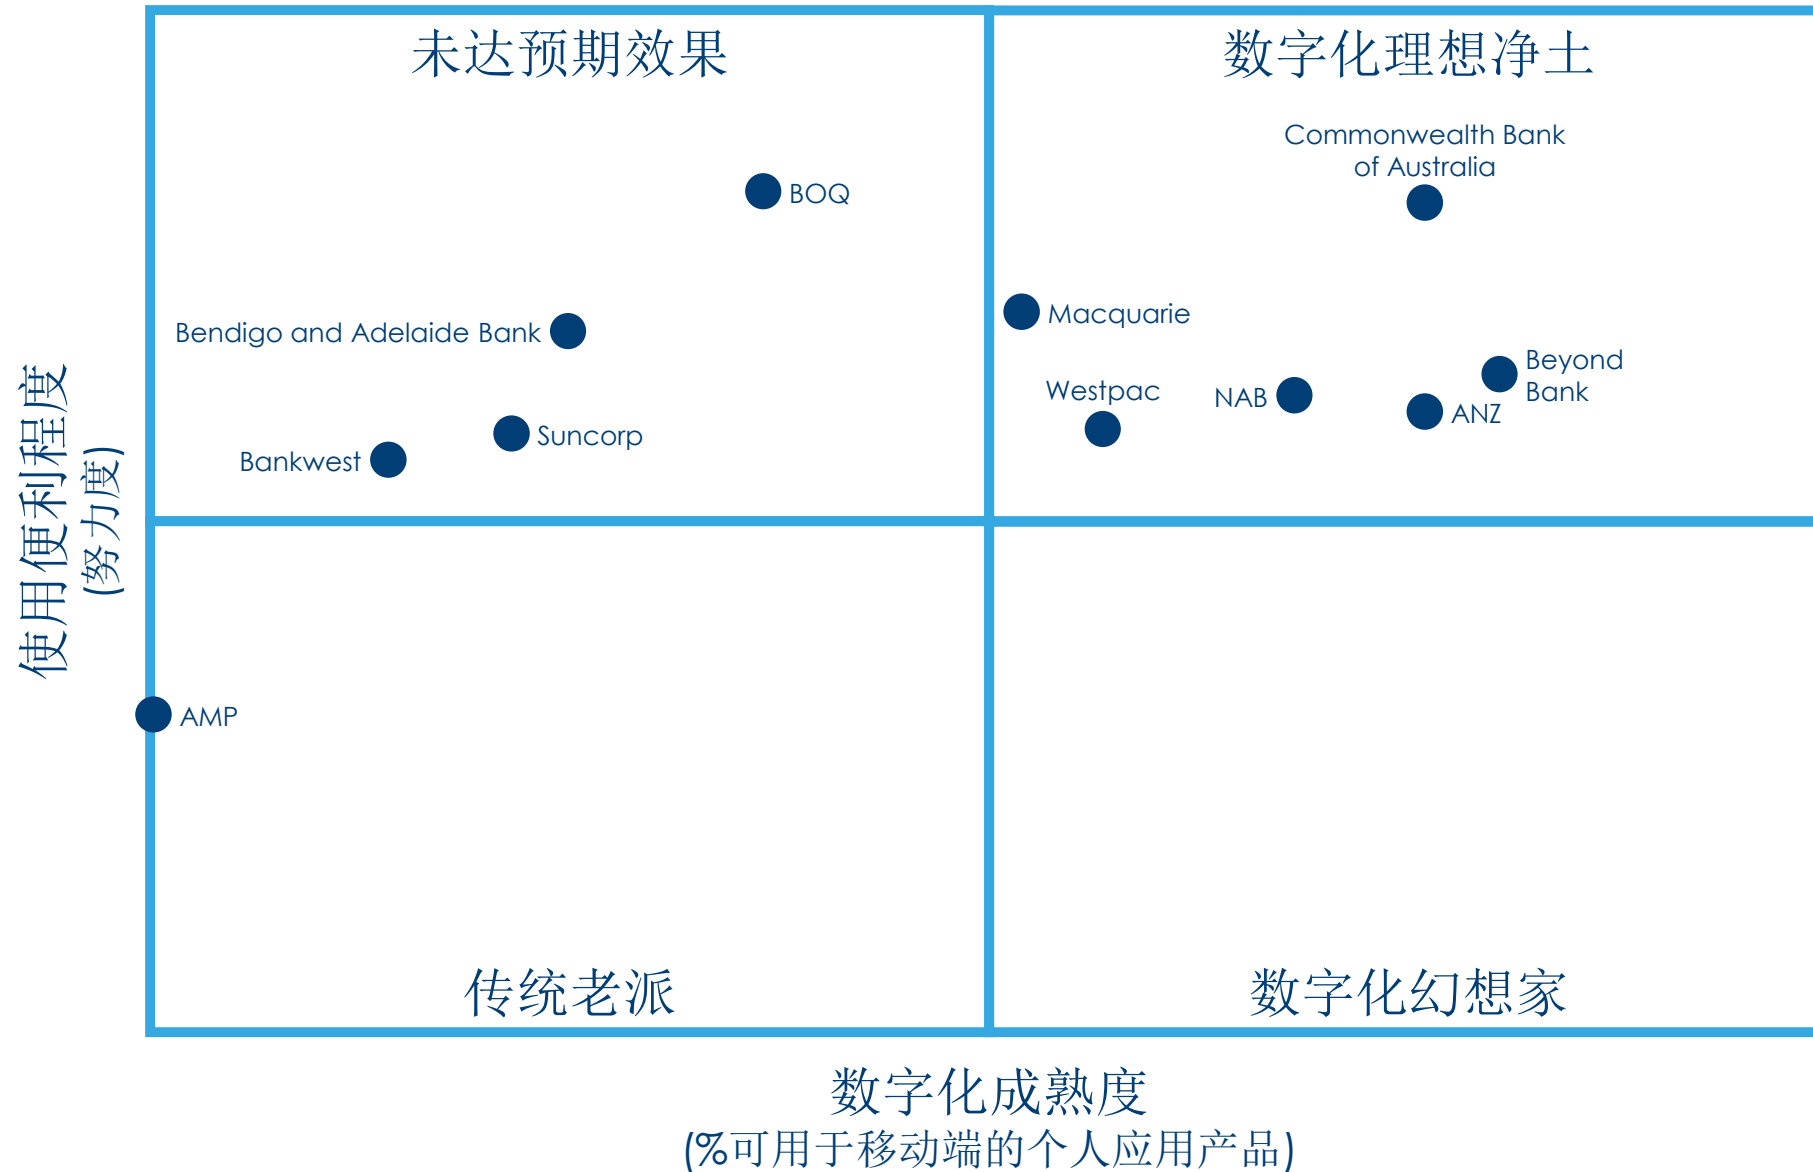 未达预期效果
数字化理想净土
Commonwealth Bank
of Australia
BOQ
Macquarie
Bendigo and Adelaide Bank
Beyond
Bank
Westpac
NAB
ANZ
Suncorp
Bankwest
使用便利程度
(努力度)
AMP
传统老派
数字化幻想家
数字化成熟度
(%可用于移动端的个人应用产品)